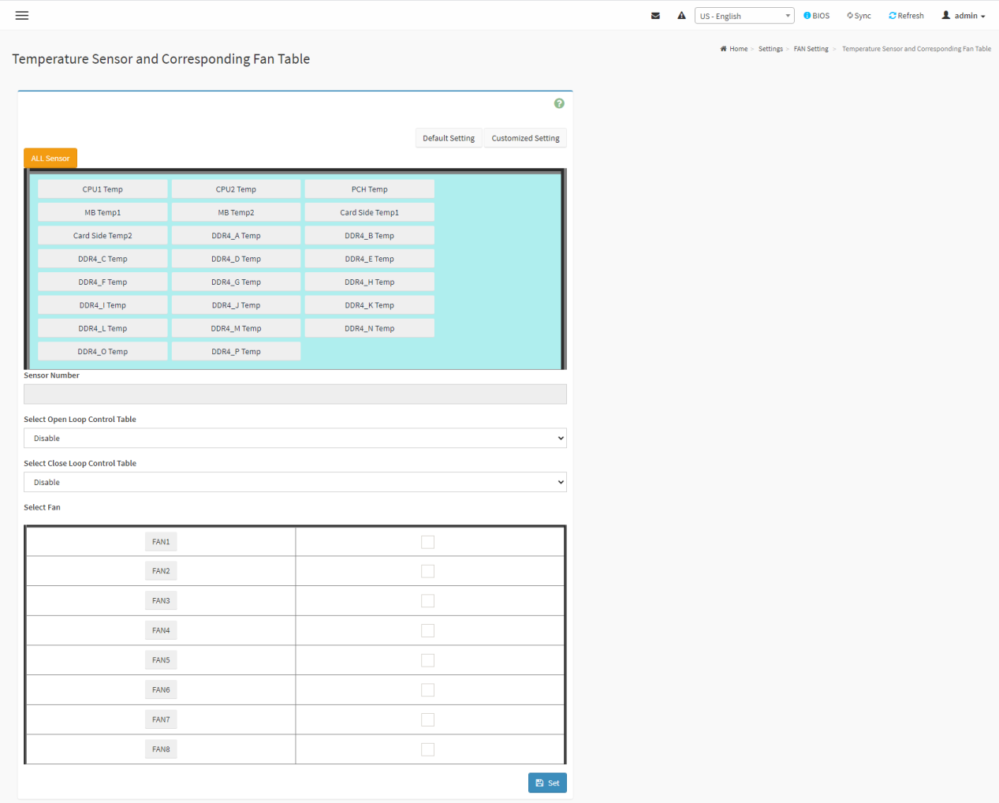 US - English BIOS Sync Refresh admin
Temperature Sensor and Corresponding Fan Table
Home > Settings > FAN Setting > Temperature Sensor and Corresponding Fan Table
?
Default Setting Customized Setting
ALL Sensor
CPU1 Temp CPU2 Temp PCH Temp
MB Temp1 MB Temp2 Card Side Temp1
Card Side Temp2 DDR4_A Temp DDR4_B Temp
DDR4_C Temp DDR4_D Temp DDR4_E Temp
DDR4_F Temp DDR4_G Temp DDR4_H Temp
DDR4_I Temp DDR4_J Temp DDR4_K Temp
DDR4_L Temp DDR4_M Temp DDR4_N Temp
DDR4_O Temp DDR4_P Temp
Sensor Number
Select Open Loop Control Table
Disable
Select Close Loop Control Table
Disable
Select Fan
FAN1
FAN2
FAN3
FAN4
FAN5
FAN6
FAN7
FAN8
Set